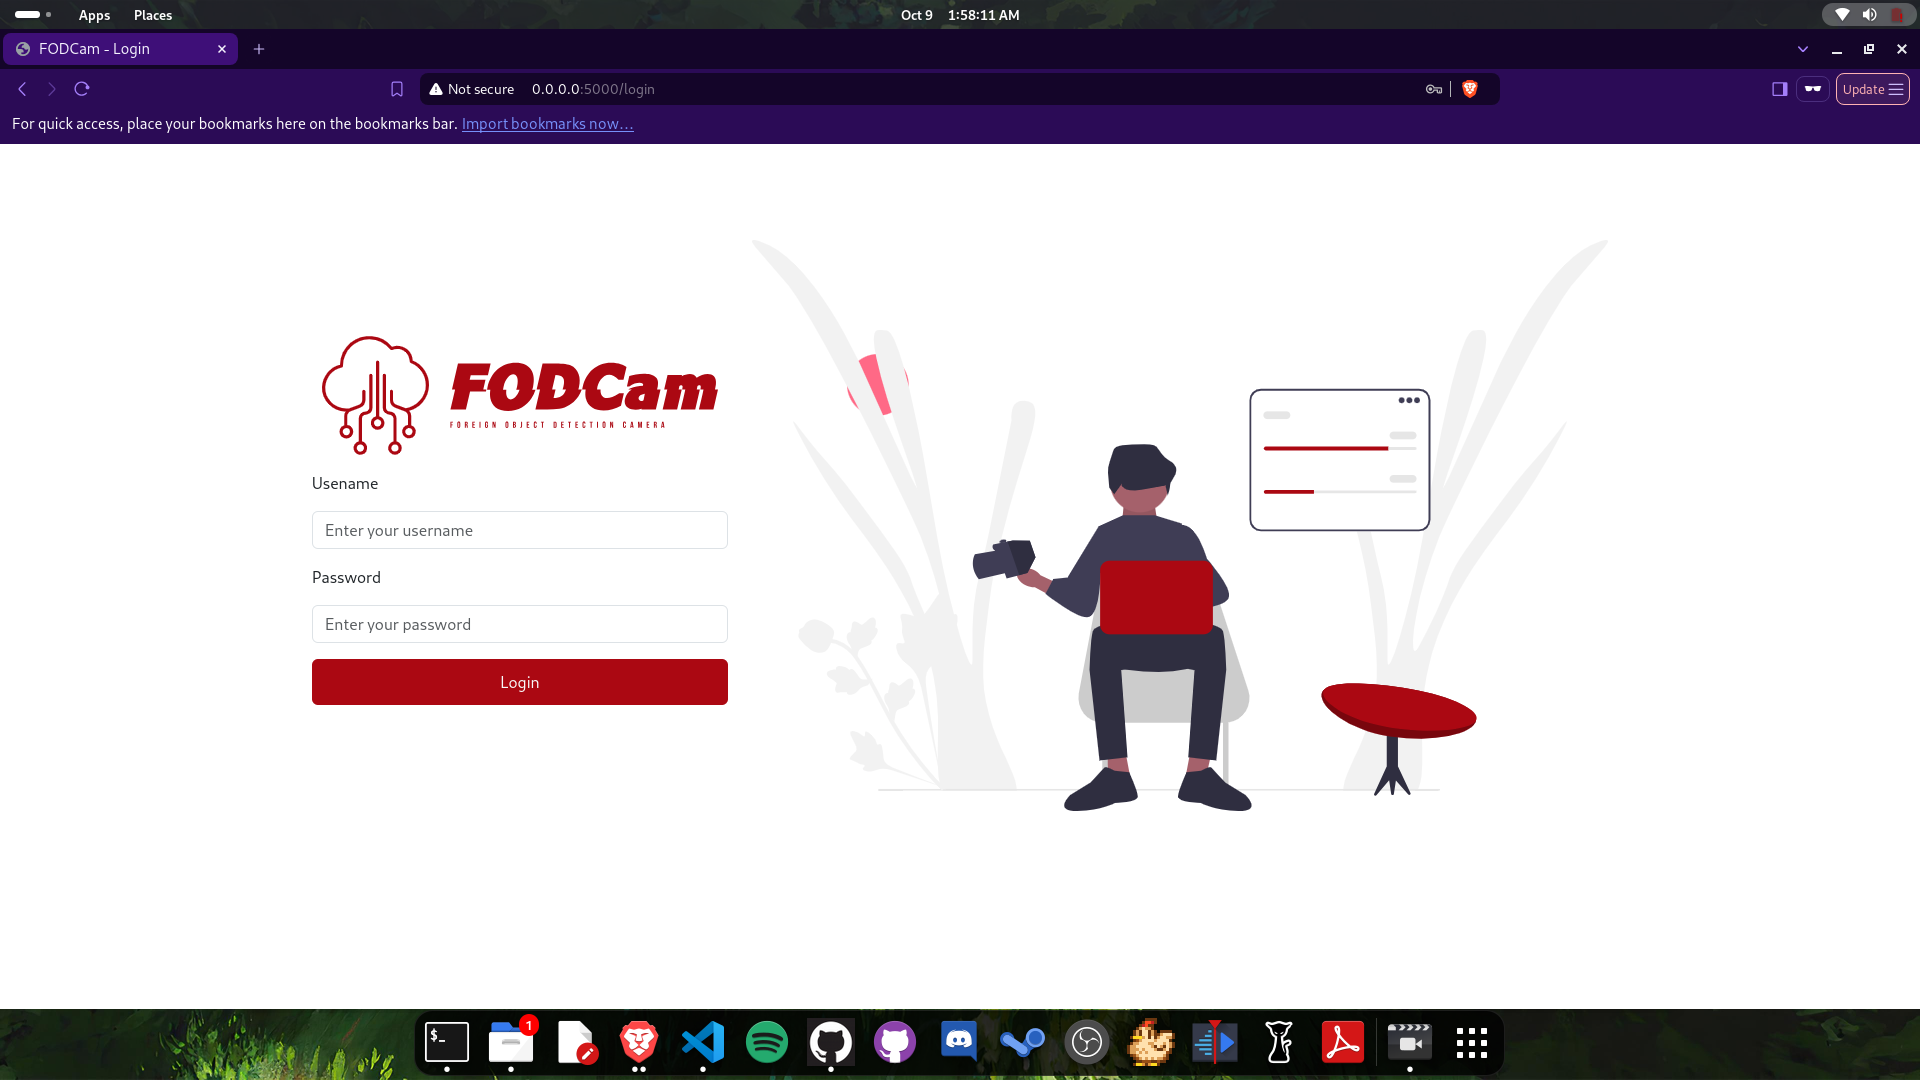 Apps Places Oct 9 1:58:11 AM
FODCam - Login
Not secure 0.0.0.0:5000/login Update
For quick access, place your bookmarks here on the bookmarks bar. Import bookmarks now...
FODCam
FOREIGN OBJECT DETECTION CAMERA
Usename
Enter your username
Password
Enter your password
Login
$_
1